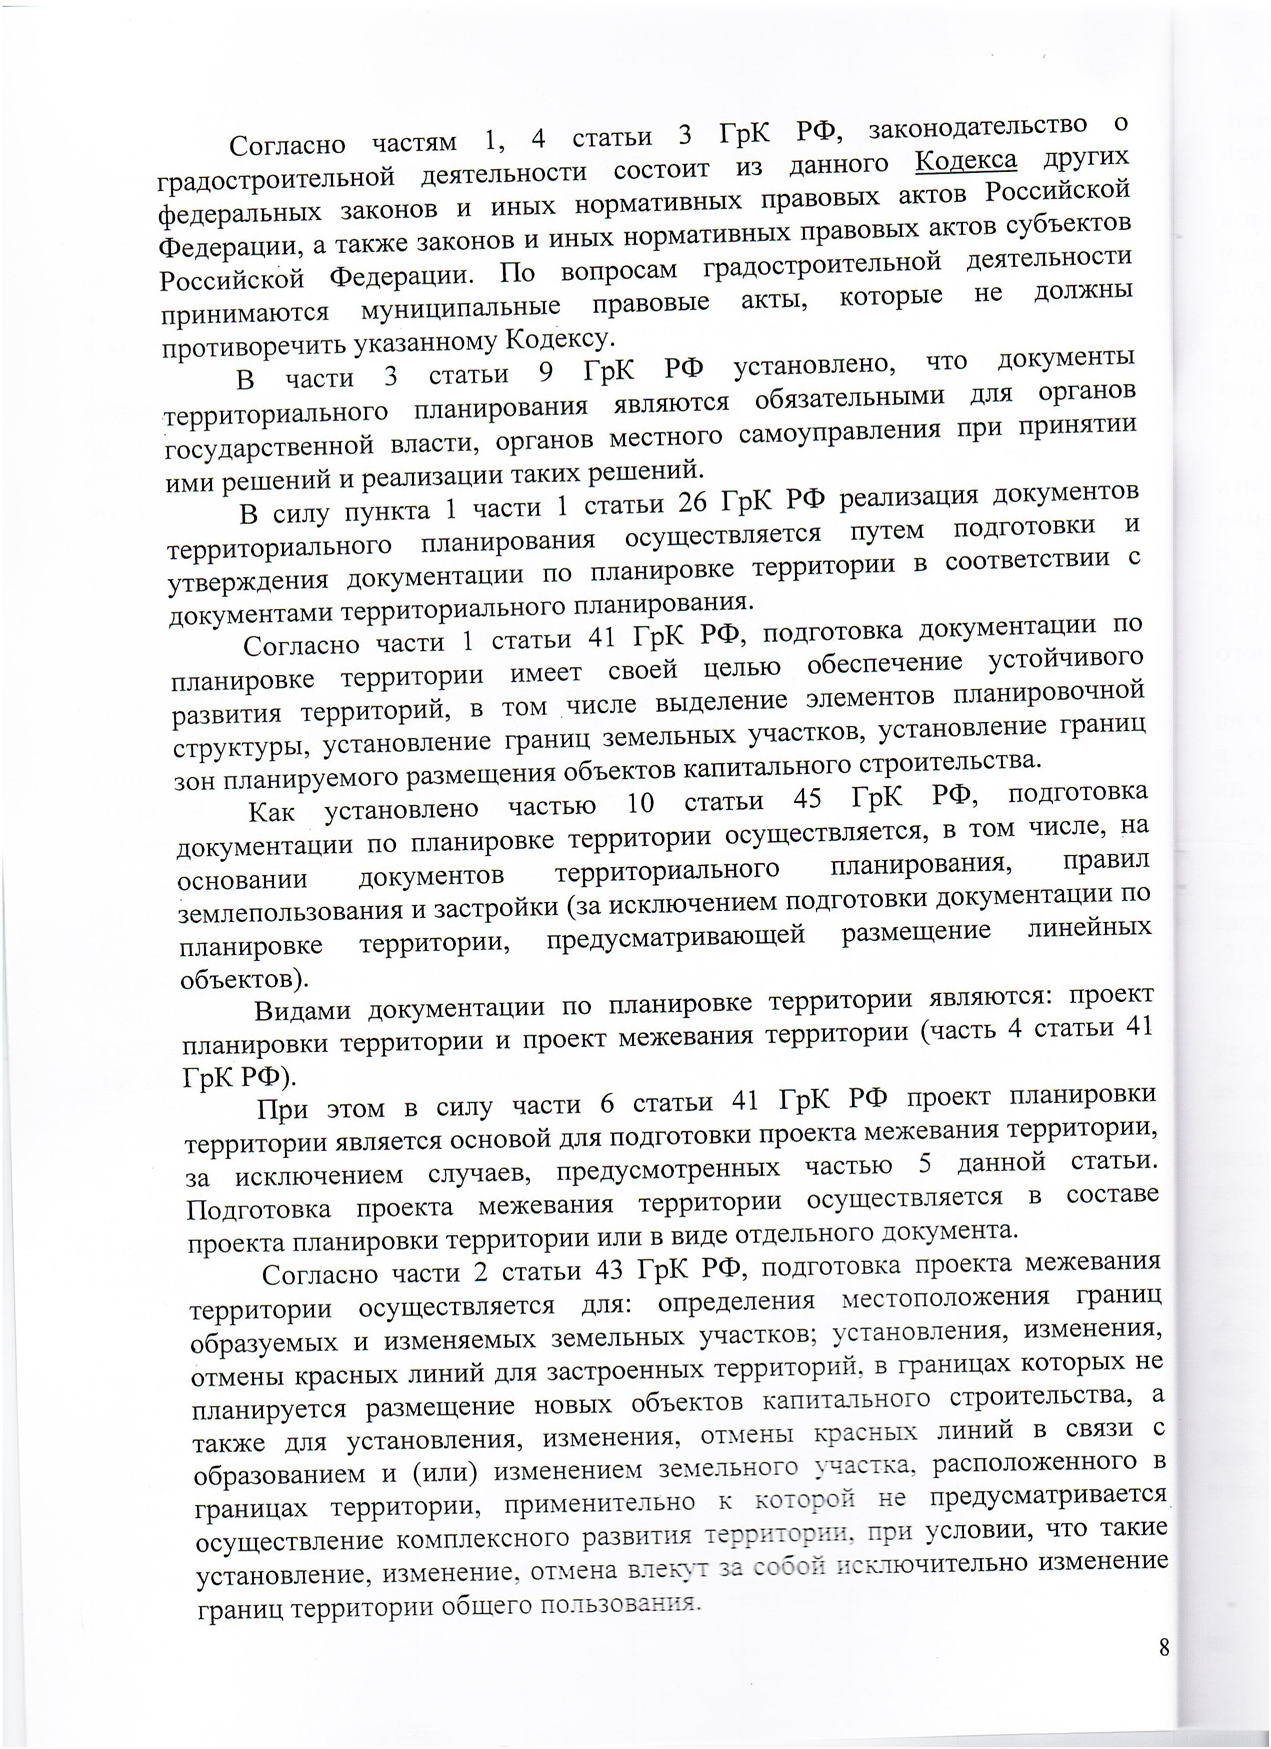 Согласно частям 1, 4 статьи 3 ГрК РФ, законодательство о
градостроительной деятельности состоит из данного Кодекса других
федеральных законов и иных нормативных правовых актов Российской
Федерации, а также законов и иных нормативных правовых актов субъектов
Российской Федерации. По вопросам градостроительной деятельности
принимаются муниципальные правовые акты, которые не должны
противоречить указанному Кодексу.
В части 3 статьи 9 ГрК РФ установлено, что документы
территориального планирования являются обязательными для органов
государственной власти, органов местного самоуправления при принятии
ими решений и реализации таких решений.
В силу пункта 1 части 1 статьи 26 ГрК РФ реализация документов
территориального планирования осуществляется путем подготовки и
утверждения документации по планировке территории в соответствии с
документами территориального планирования.
Согласно части 1 статьи 41 ГрК РФ, подготовка документации по
планировке территории имеет своей целью обеспечение устойчивого
развития территорий, в том числе выделение элементов планировочной
структуры, установление границ земельных участков, установление границ
зон планируемого размещения объектов капитального строительства.
Как установлено частью 10 статьи 45 ГрК РФ, подготовка
документации по планировке территории осуществляется, в том числе, на
основании документов территориального планирования, правил
землепользования и застройки (за исключением подготовки документации по
планировке территории, предусматривающей размещение линейных
объектов).
Видами документации по планировке территории являются: проект
планировки территории и проект межевания территории (часть 4 статьи 41
ГрК РФ).
При этом в силу части 6 статьи 41 ГрК РФ проект планировки
территории является основой для подготовки проекта межевания территории,
за исключением случаев, предусмотренных частью 5 данной статьи.
Подготовка проекта межевания территории осуществляется в составе
проекта планировки территории или в виде отдельного документа.
Согласно части 2 статьи 43 ГрК РФ, подготовка проекта межевания
территории осуществляется для: определения местоположения границ
образуемых и изменяемых земельных участков; установления, изменения,
отмены красных линий для застроенных территорий, в границах которых не
планируется размещение новых объектов капитального строительства, а
также для установления, изменения, отмены красных линий в связи с
образованием и (или) изменением земельного участка, расположенного в
границах территории, применительно к которой не предусматривается
осуществление комплексного развития территории, при условии, что такие
установление, изменение, отмена влекут за собой исключительно изменение
границ территории общего пользования.
8